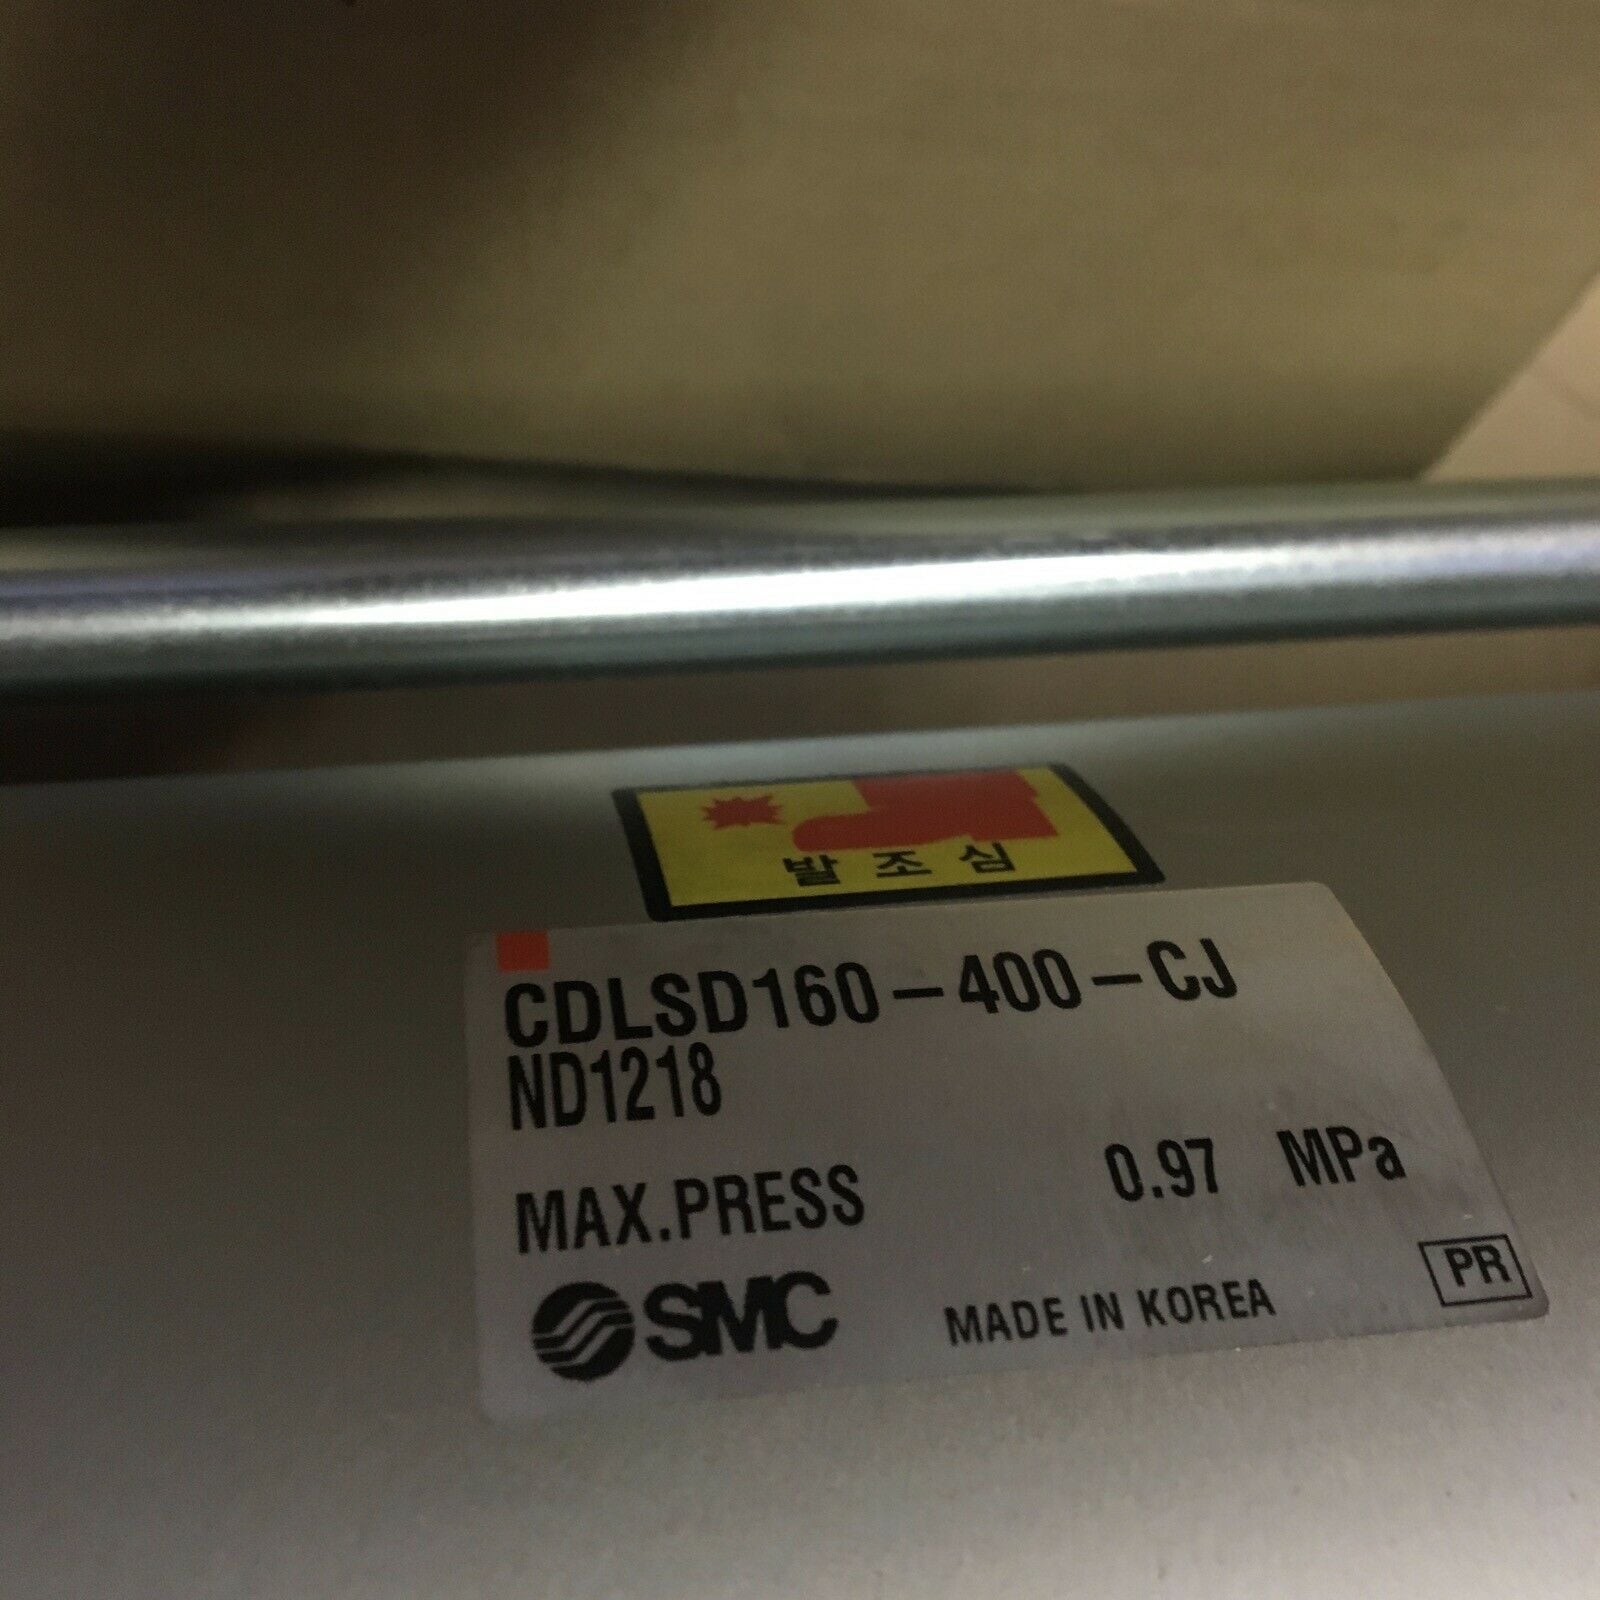 발 조 심
CDLSD160-400-CJ
ND1218
MAX.PRESS 0.97 MPa
SMC MADE IN KOREA PR